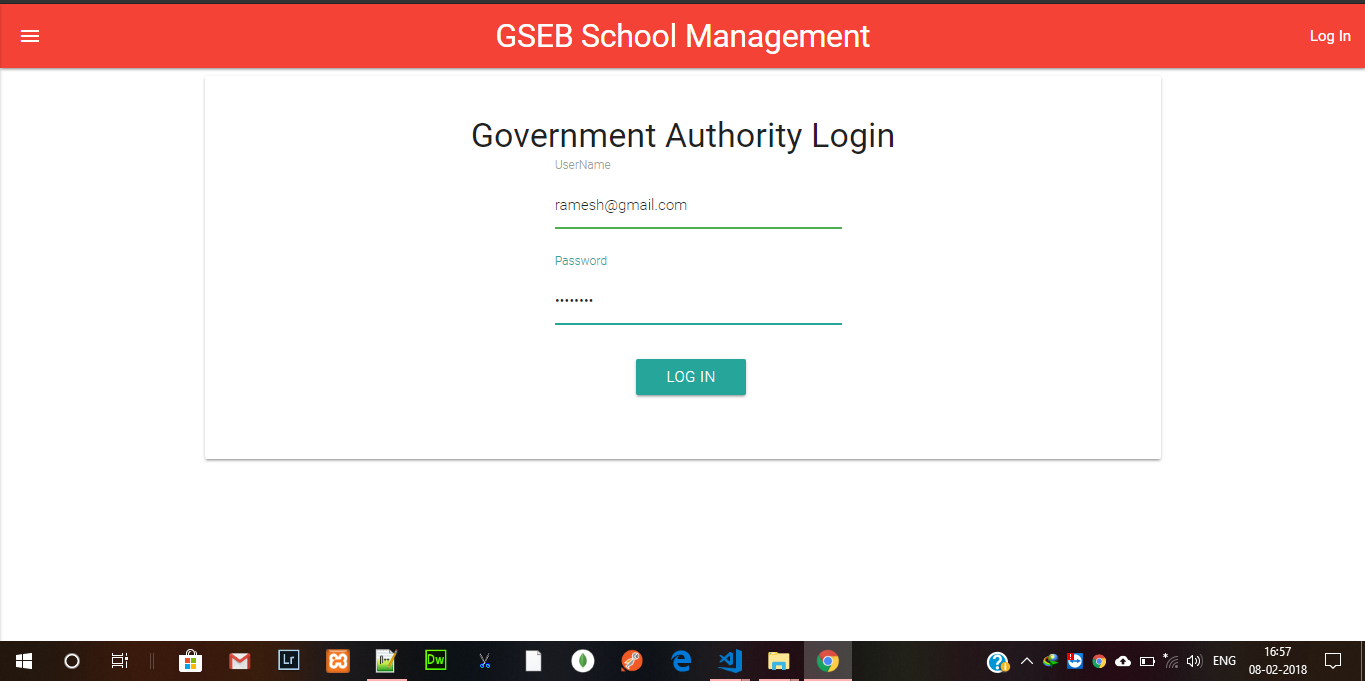 GSEB School Management
Log In
Government Authority Login
UserName
ramesh@gmail.com
Password
••••••••
LOG IN
Lr
Dw
ENG
16:57
08-02-2018